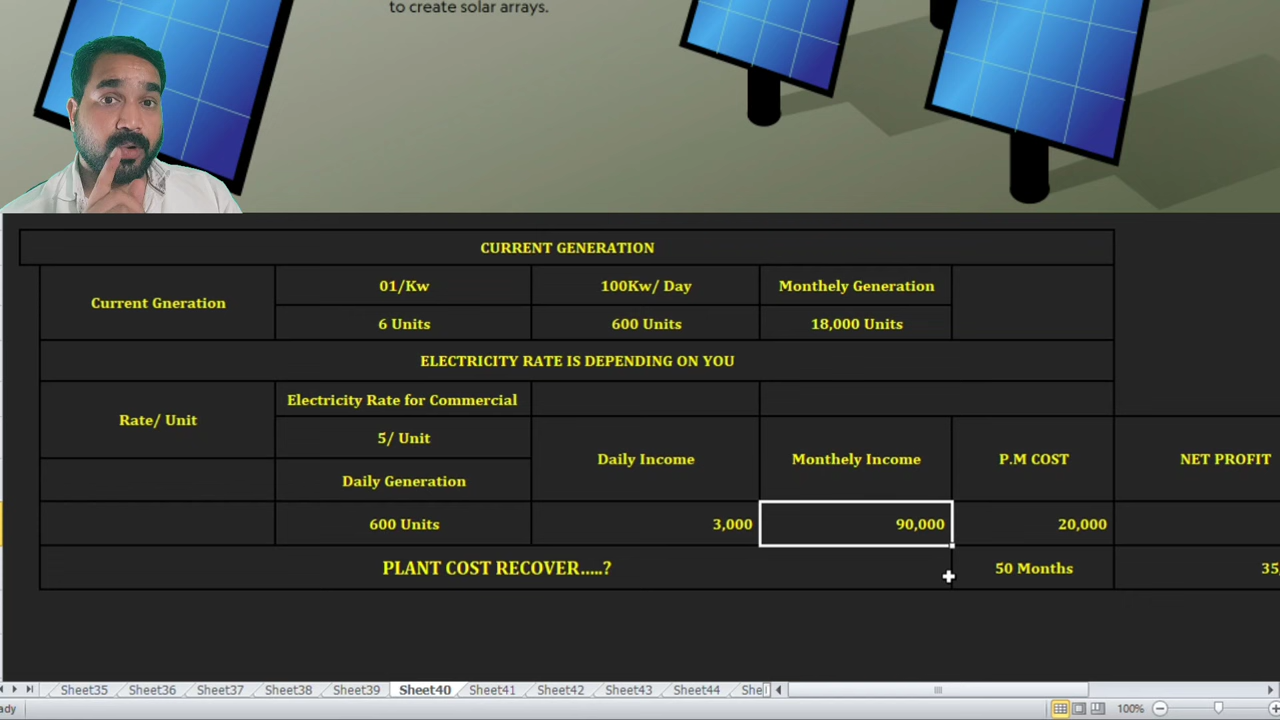 to create solar arrays.
CURRENT GENERATION
Current Gneration
01/Kw
100Kw/ Day
Monthely Generation
6 Units
600 Units
18,000 Units
ELECTRICITY RATE IS DEPENDING ON YOU
Rate/ Unit
Electricity Rate for Commercial
5/ Unit
Daily Income
Monthely Income
P.M COST
NET PROFIT
Daily Generation
600 Units
3,000
90,000
20,000
PLANT COST RECOVER.....?
50 Months
35,
Sheet35
Sheet36
Sheet37
Sheet38
Sheet39
Sheet40
Sheet41
Sheet42
Sheet43
Sheet44
She
ady
100%